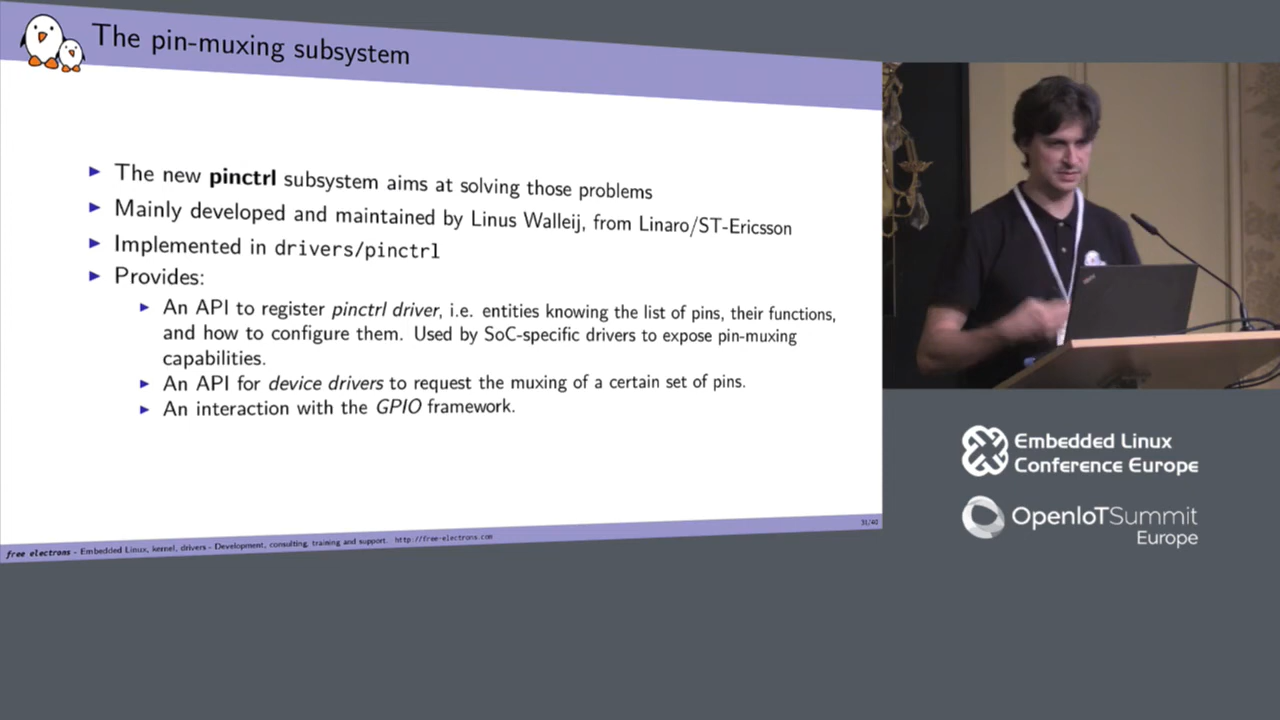 The pin-muxing subsystem
The new pinctrl subsystem aims at solving those problems
Mainly developed and maintained by Linus Walleij, from Linaro/ST-Ericsson
Implemented in drivers/pinctrl
Provides:
An API to register pinctrl driver, i.e. entities knowing the list of pins, their functions,
and how to configure them. Used by SoC-specific drivers to expose pin-muxing
capabilities.
An API for device drivers to request the muxing of a certain set of pins.
An interaction with the GPIO framework.
31/40
free electrons - Embedded Linux, kernel, drivers - Development, consulting, training and support. http://free-electrons.com
Embedded Linux
Conference Europe
OpenIoTSummit
Europe